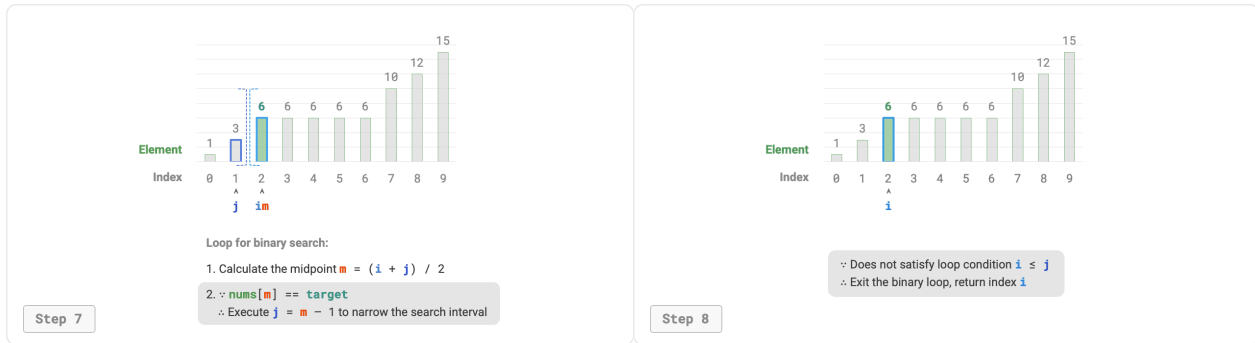 15
12
10
6 6 6 6 6
3
1
Element
Index 0 1 2 3 4 5 6 7 8 9
j im
Loop for binary search:
1. Calculate the midpoint m = (i + j) / 2
2. ∵ nums[m] == target
∴ Execute j = m − 1 to narrow the search interval
Step 7
15
12
10
6 6 6 6 6
3
1
Element
Index 0 1 2 3 4 5 6 7 8 9
i
∵ Does not satisfy loop condition i ≤ j
∴ Exit the binary loop, return index i
Step 8